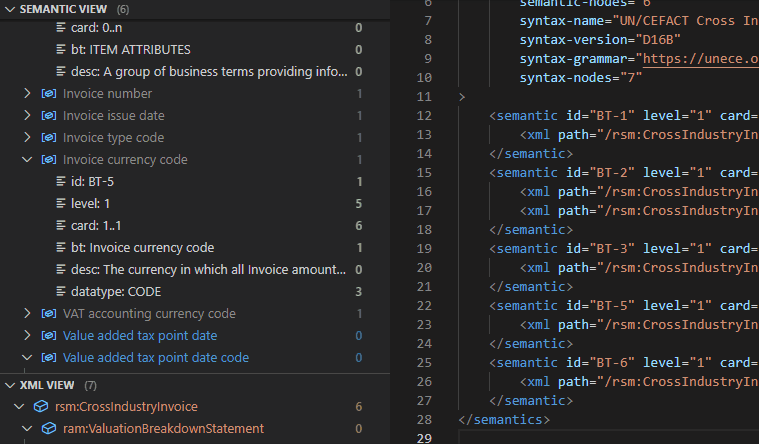 SEMANTIC VIEW (6)
card: 0..n 0
bt: ITEM ATTRIBUTES 0
desc: A group of business terms providing info... 0
Invoice number 1
Invoice issue date 1
Invoice type code 1
Invoice currency code 1
id: BT-5 1
level: 1 5
card: 1..1 6
bt: Invoice currency code 1
desc: The currency in which all Invoice amount... 0
datatype: CODE 3
VAT accounting currency code 1
Value added tax point date 0
Value added tax point date code 0
XML VIEW (7)
rsm:CrossIndustryInvoice 6
ram:ValuationBreakdownStatement 0
6 semantic-nodes="6"
7 syntax-name="UN/CEFACT Cross In
8 syntax-version="D16B"
9 syntax-grammar="https://unece.o
10 syntax-nodes="7"
11 >
12 <semantic id="BT-1" level="1" card=
13 <xml path="/rsm:CrossIndustryIn
14 </semantic>
15 <semantic id="BT-2" level="1" card=
16 <xml path="/rsm:CrossIndustryIn
17 <xml path="/rsm:CrossIndustryIn
18 </semantic>
19 <semantic id="BT-3" level="1" card=
20 <xml path="/rsm:CrossIndustryIn
21 </semantic>
22 <semantic id="BT-5" level="1" card=
23 <xml path="/rsm:CrossIndustryIn
24 </semantic>
25 <semantic id="BT-6" level="1" card=
26 <xml path="/rsm:CrossIndustryIn
27 </semantic>
28 </semantics>
29